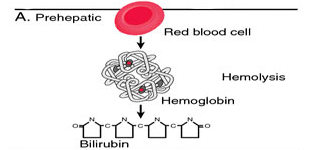 A. Prehepatic
Red blood cell
Hemolysis
Hemoglobin
O C N C N C N C N C O
Bilirubin